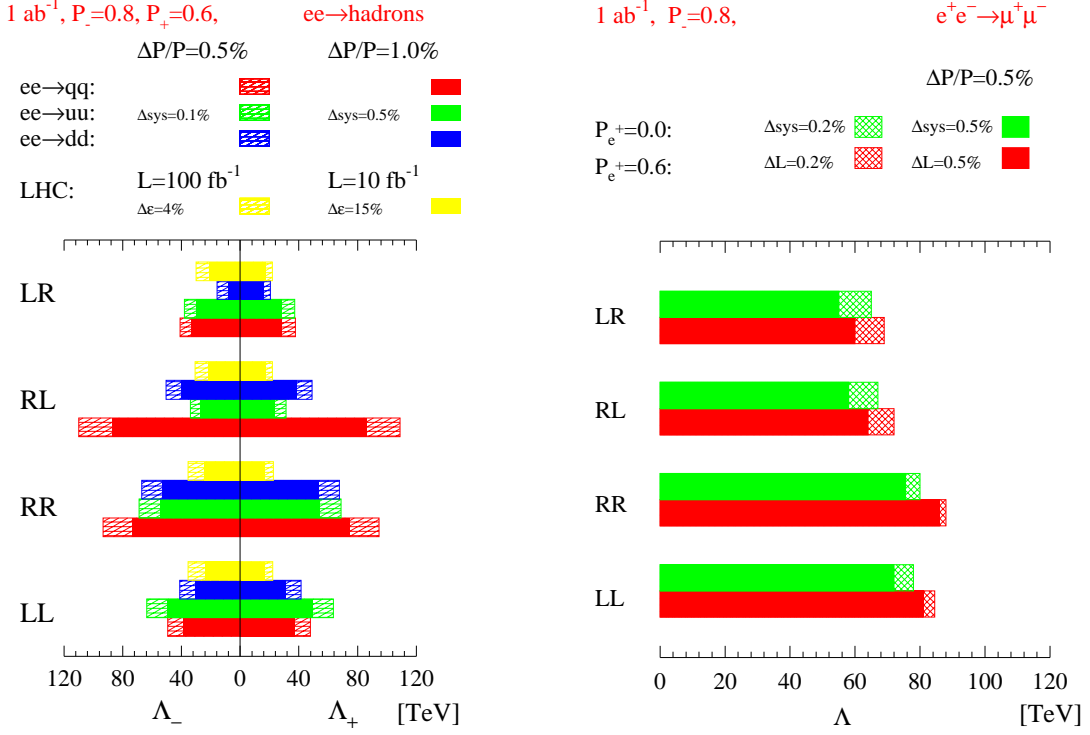 1 ab⁻¹, P₋=0.8, P₊=0.6, ee→hadrons
ΔP/P=0.5% ΔP/P=1.0%
ee→qq:
ee→uu: Δsys=0.1% Δsys=0.5%
ee→dd:
LHC: L=100 fb⁻¹ L=10 fb⁻¹
Δε=4% Δε=15%
LR
RL
RR
LL
120 80 40 0 40 80 120
Λ₋ Λ₊ [TeV]
1 ab⁻¹, P₋=0.8, e⁺e⁻→μ⁺μ⁻
ΔP/P=0.5%
P_e⁺=0.0: Δsys=0.2% Δsys=0.5%
P_e⁺=0.6: ΔL=0.2% ΔL=0.5%
LR
RL
RR
LL
0 20 40 60 80 100 120
Λ [TeV]